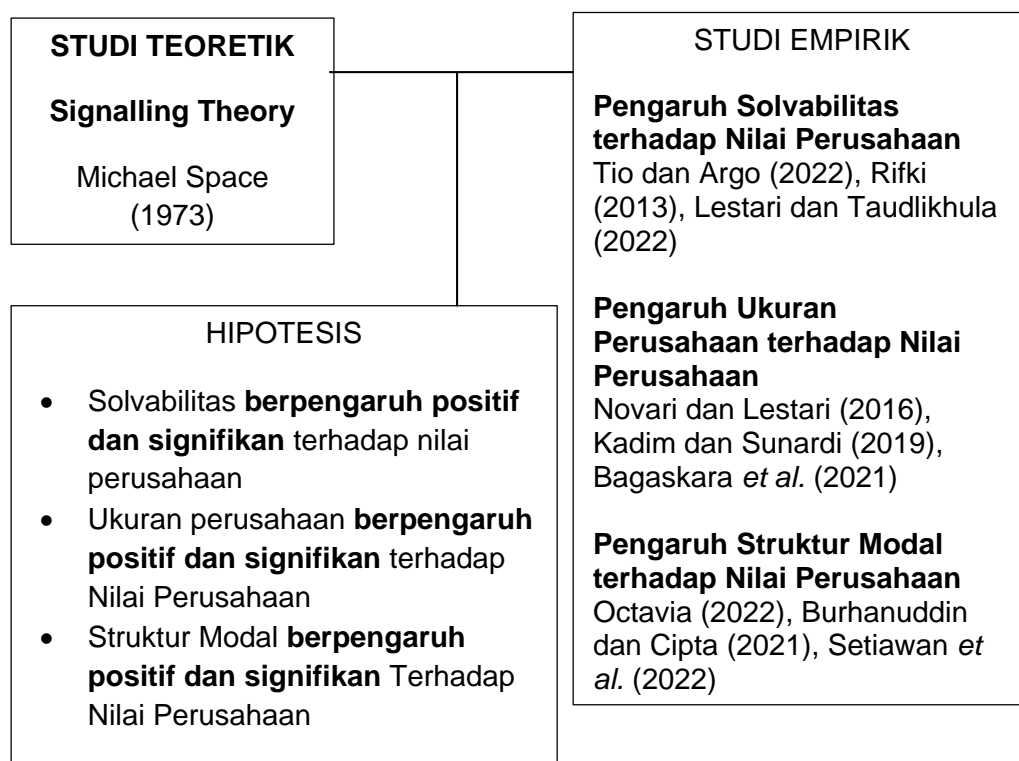 STUDI TEORETIK
Signalling Theory
Michael Space
(1973)
STUDI EMPIRIK
Pengaruh Solvabilitas
terhadap Nilai Perusahaan
Tio dan Argo (2022), Rifki
(2013), Lestari dan Taudlikhula
(2022)
Pengaruh Ukuran
Perusahaan terhadap Nilai
Perusahaan
Novari dan Lestari (2016),
Kadim dan Sunardi (2019),
Bagaskara et al. (2021)
Pengaruh Struktur Modal
terhadap Nilai Perusahaan
Octavia (2022), Burhanuddin
dan Cipta (2021), Setiawan et
al. (2022)
HIPOTESIS
• Solvabilitas berpengaruh positif
dan signifikan terhadap nilai
perusahaan
• Ukuran perusahaan berpengaruh
positif dan signifikan terhadap
Nilai Perusahaan
• Struktur Modal berpengaruh
positif dan signifikan Terhadap
Nilai Perusahaan